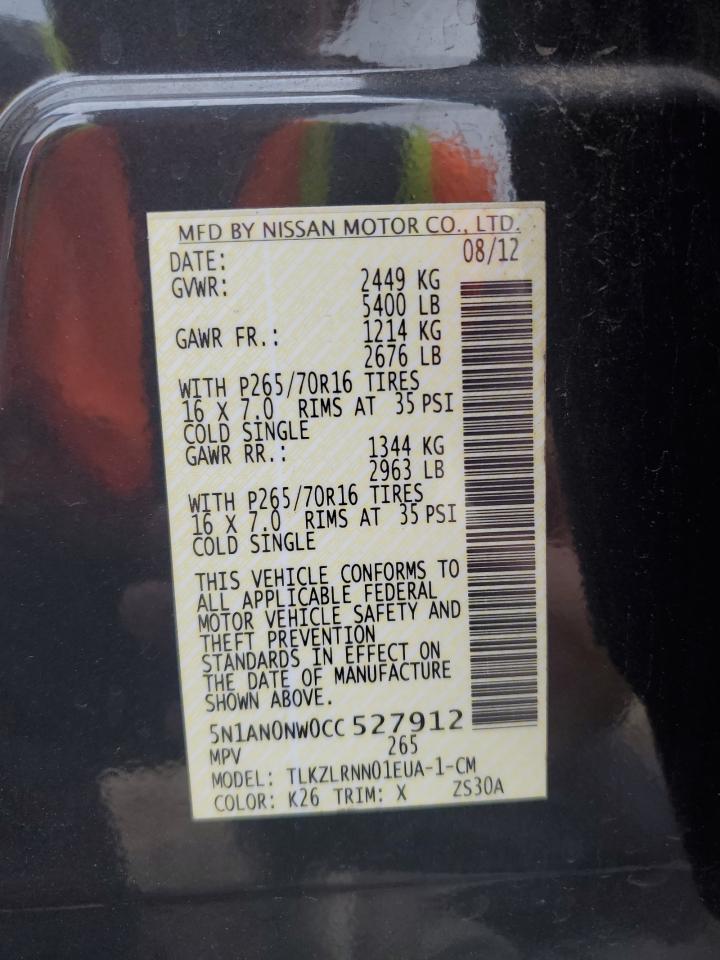 MFD BY NISSAN MOTOR CO., LTD.
DATE: 08/12
GVWR: 2449 KG
5400 LB
GAWR FR.: 1214 KG
2676 LB
WITH P265/70R16 TIRES
16 X 7.0 RIMS AT 35 PSI
COLD SINGLE
GAWR RR.: 1344 KG
2963 LB
WITH P265/70R16 TIRES
16 X 7.0 RIMS AT 35 PSI
COLD SINGLE
THIS VEHICLE CONFORMS TO
ALL APPLICABLE FEDERAL
MOTOR VEHICLE SAFETY AND
THEFT PREVENTION
STANDARDS IN EFFECT ON
THE DATE OF MANUFACTURE
SHOWN ABOVE.
5N1AN0NW0CC527912
MPV 265
MODEL: TLKZLRNN01EUA-1-CM
COLOR: K26 TRIM: X ZS30A